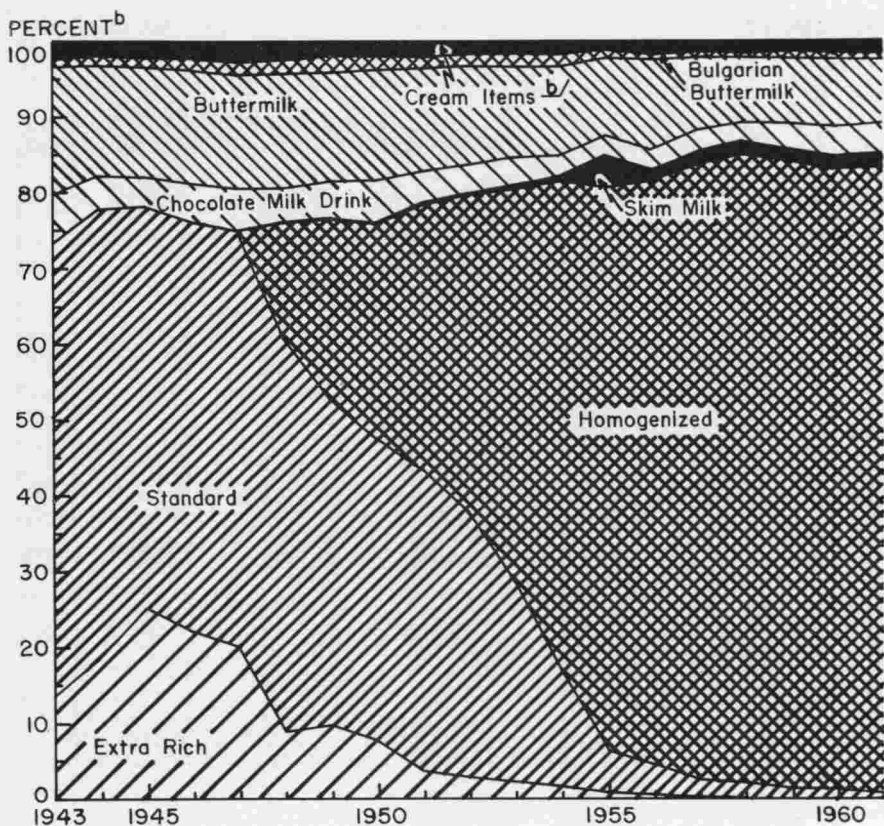 PERCENTb
100
90
80
70
60
50
40
30
20
10
0
Cream Items b
Bulgarian
Buttermilk
Buttermilk
Chocolate Milk Drink
Skim Milk
Homogenized
Standard
Extra Rich
1943 1945 1950 1955 1960